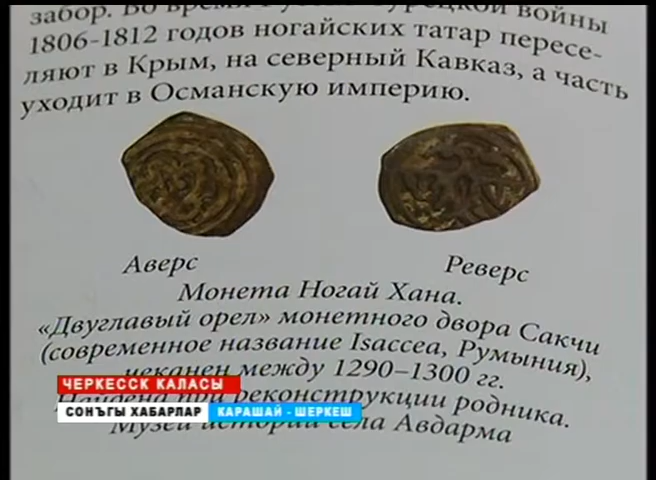 забор. Во время Русско-Турецкой войны
1806-1812 годов ногайских татар пересе-
ляют в Крым, на северный Кавказ, а часть
уходит в Османскую империю.
Аверс
Реверс
Монета Ногай Хана.
«Двуглавый орел» монетного двора Сакчи
(современное название Isaccea, Румыния),
чеканен между 1290–1300 гг.
Найдена при реконструкции родника.
Музей истории села Авдарма
ЧЕРКЕССК КАЛАСЫ
СОНЪГЫ ХАБАРЛАР
КАРАШАЙ - ШЕРКЕШ